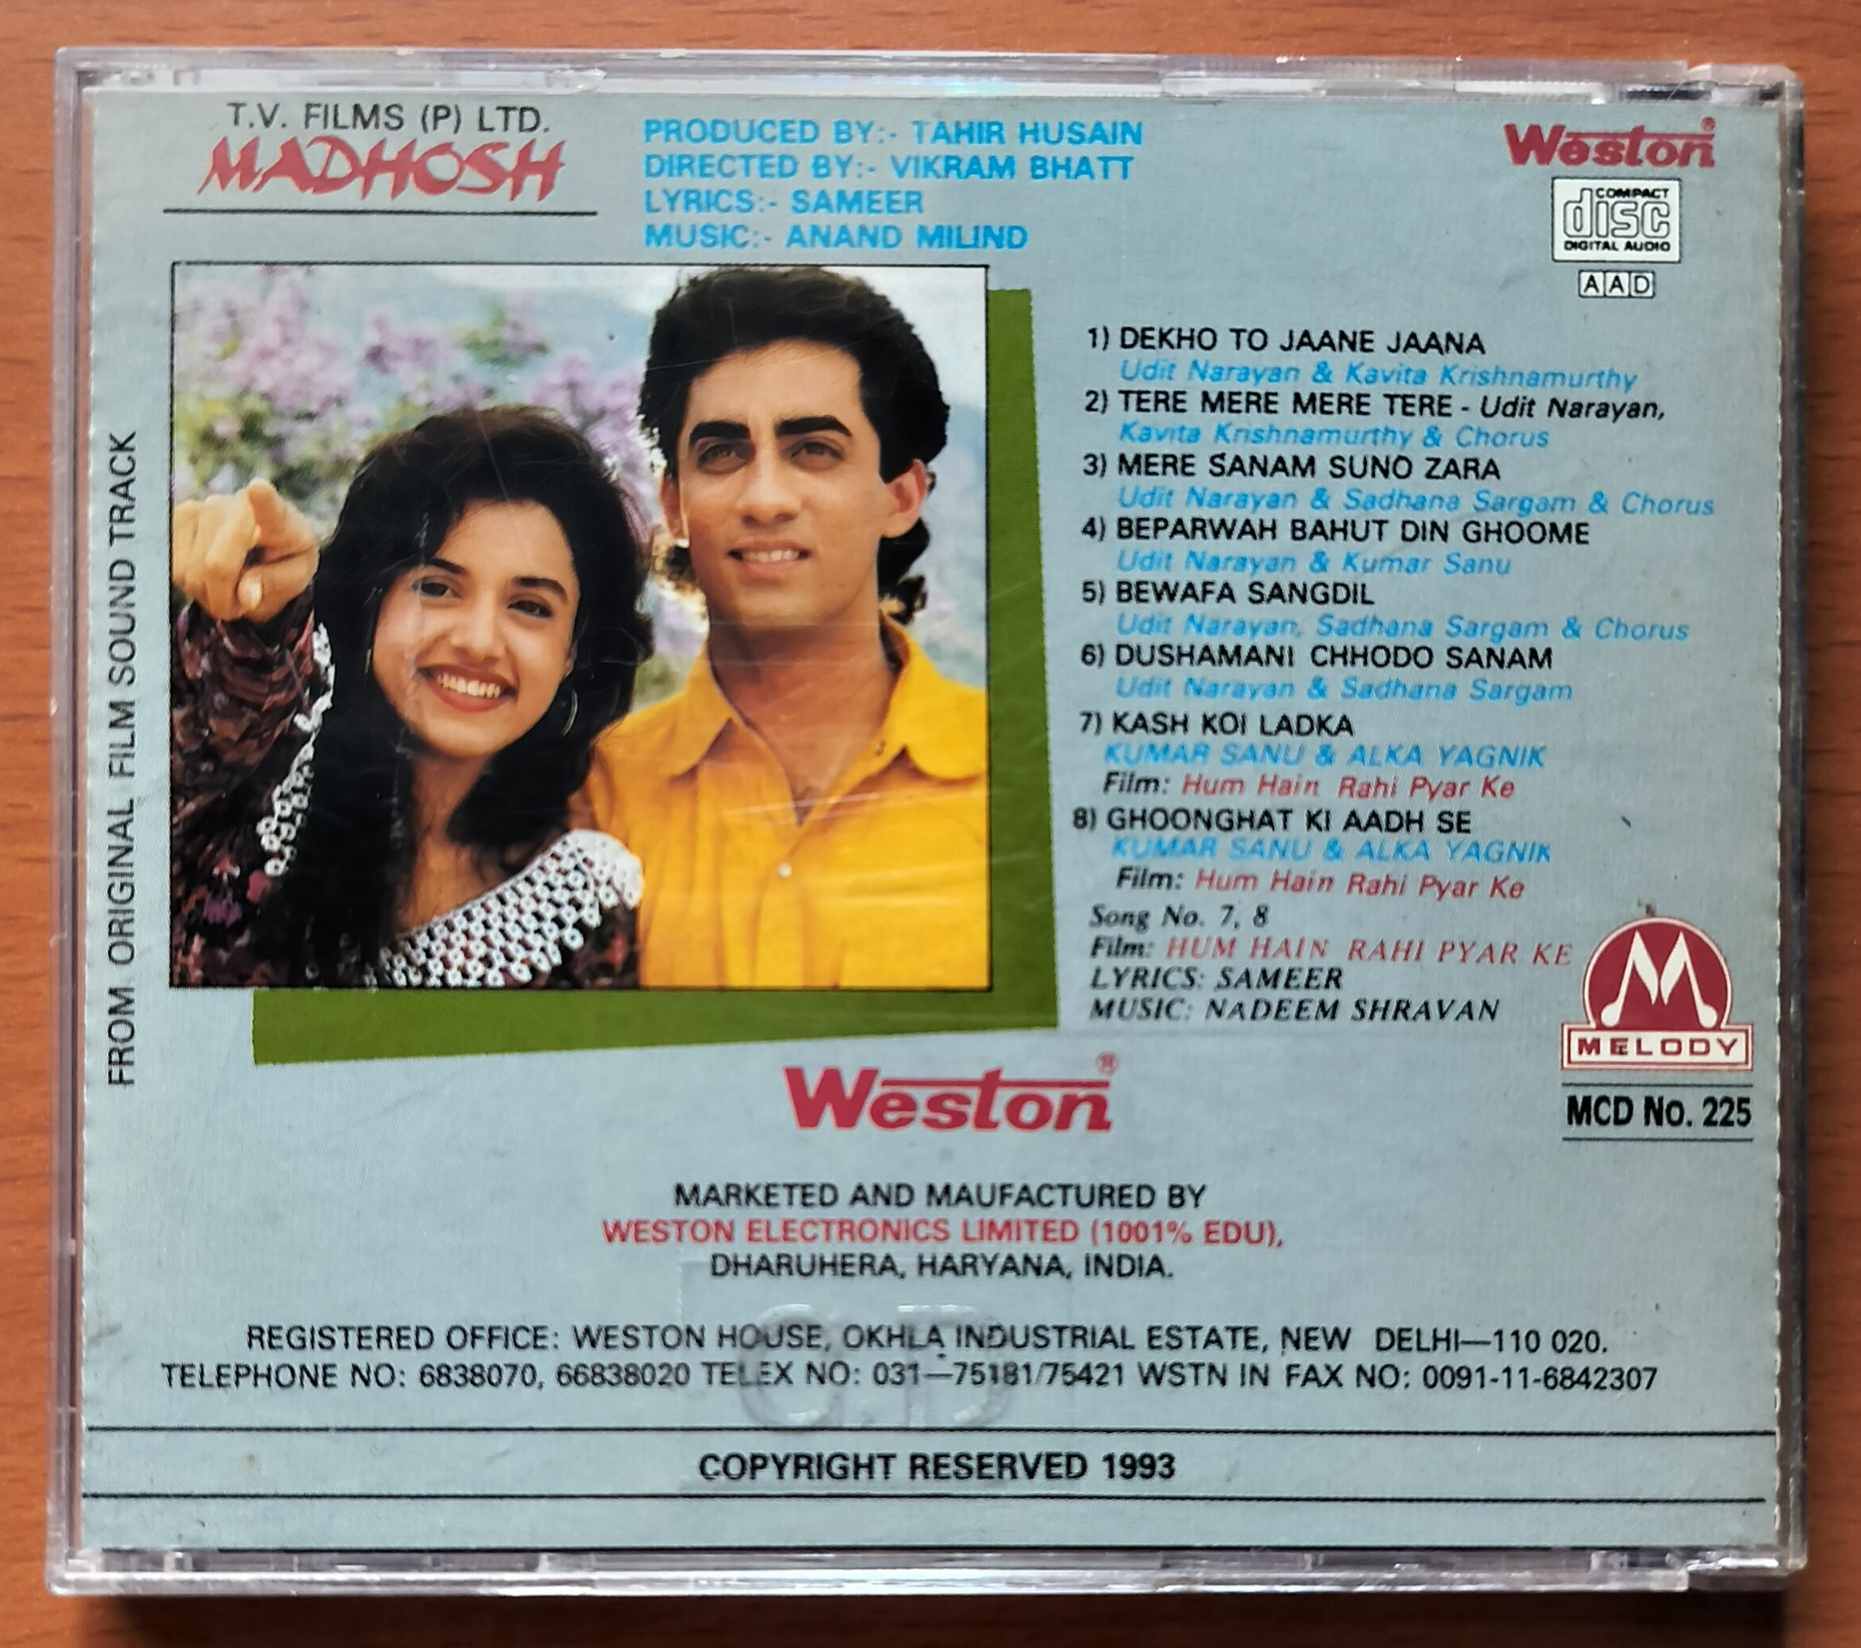 T.V. FILMS (P) LTD.
MADHOSH
PRODUCED BY:- TAHIR HUSAIN
DIRECTED BY:- VIKRAM BHATT
LYRICS:- SAMEER
MUSIC:- ANAND MILIND
Weston®
COMPACT
disc
DIGITAL AUDIO
AAD
FROM ORIGINAL FILM SOUND TRACK
1) DEKHO TO JAANE JAANA
Udit Narayan & Kavita Krishnamurthy
2) TERE MERE MERE TERE - Udit Narayan,
Kavita Krishnamurthy & Chorus
3) MERE SANAM SUNO ZARA
Udit Narayan & Sadhana Sargam & Chorus
4) BEPARWAH BAHUT DIN GHOOME
Udit Narayan & Kumar Sanu
5) BEWAFA SANGDIL
Udit Narayan, Sadhana Sargam & Chorus
6) DUSHAMANI CHHODO SANAM
Udit Narayan & Sadhana Sargam
7) KASH KOI LADKA
KUMAR SANU & ALKA YAGNIK
Film: Hum Hain Rahi Pyar Ke
8) GHOONGHAT KI AADH SE
KUMAR SANU & ALKA YAGNIK
Film: Hum Hain Rahi Pyar Ke
Song No. 7, 8
Film: HUM HAIN RAHI PYAR KE
LYRICS: SAMEER
MUSIC: NADEEM SHRAVAN
MELODY
MCD No. 225
Weston®
MARKETED AND MAUFACTURED BY
WESTON ELECTRONICS LIMITED (1001% EDU),
DHARUHERA, HARYANA, INDIA.
REGISTERED OFFICE: WESTON HOUSE, OKHLA INDUSTRIAL ESTATE, NEW DELHI—110 020.
TELEPHONE NO: 6838070, 66838020 TELEX NO: 031—75181/75421 WSTN IN FAX NO: 0091-11-6842307
COPYRIGHT RESERVED 1993